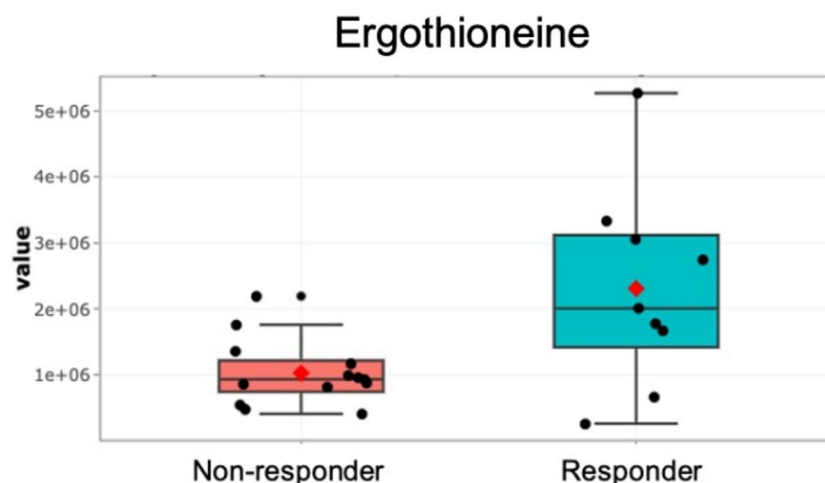 Ergothioneine
5e+06
4e+06
3e+06
2e+06
1e+06
value
Non-responder
Responder